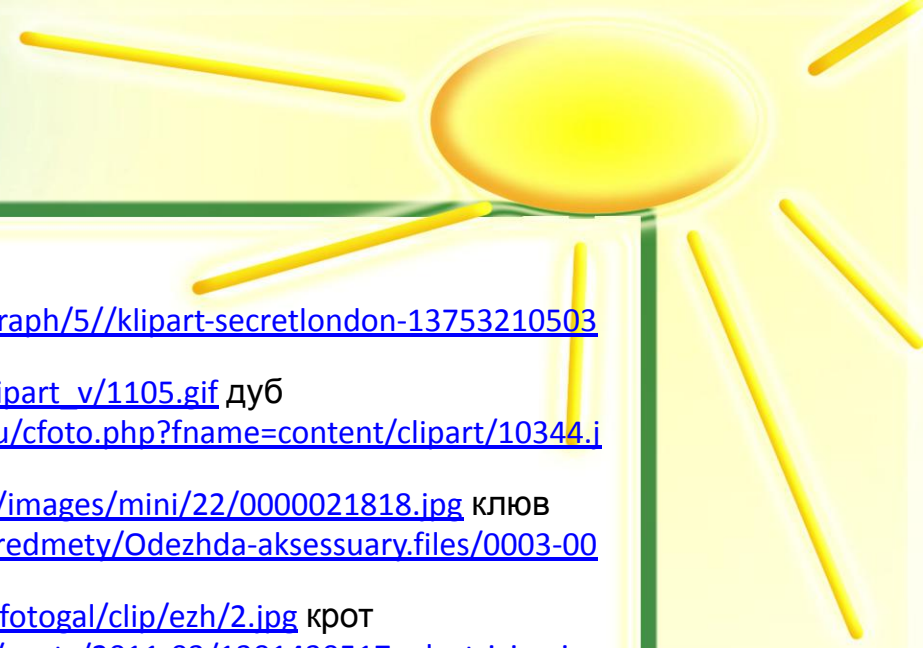 raph/5//klipart-secretlondon-13753210503
ipart_v/1105.gif дуб
u/cfoto.php?fname=content/clipart/10344.j
/images/mini/22/0000021818.jpg клюв
redmety/Odezhda-aksessuary.files/0003-00
fotogal/clip/ezh/2.jpg крот